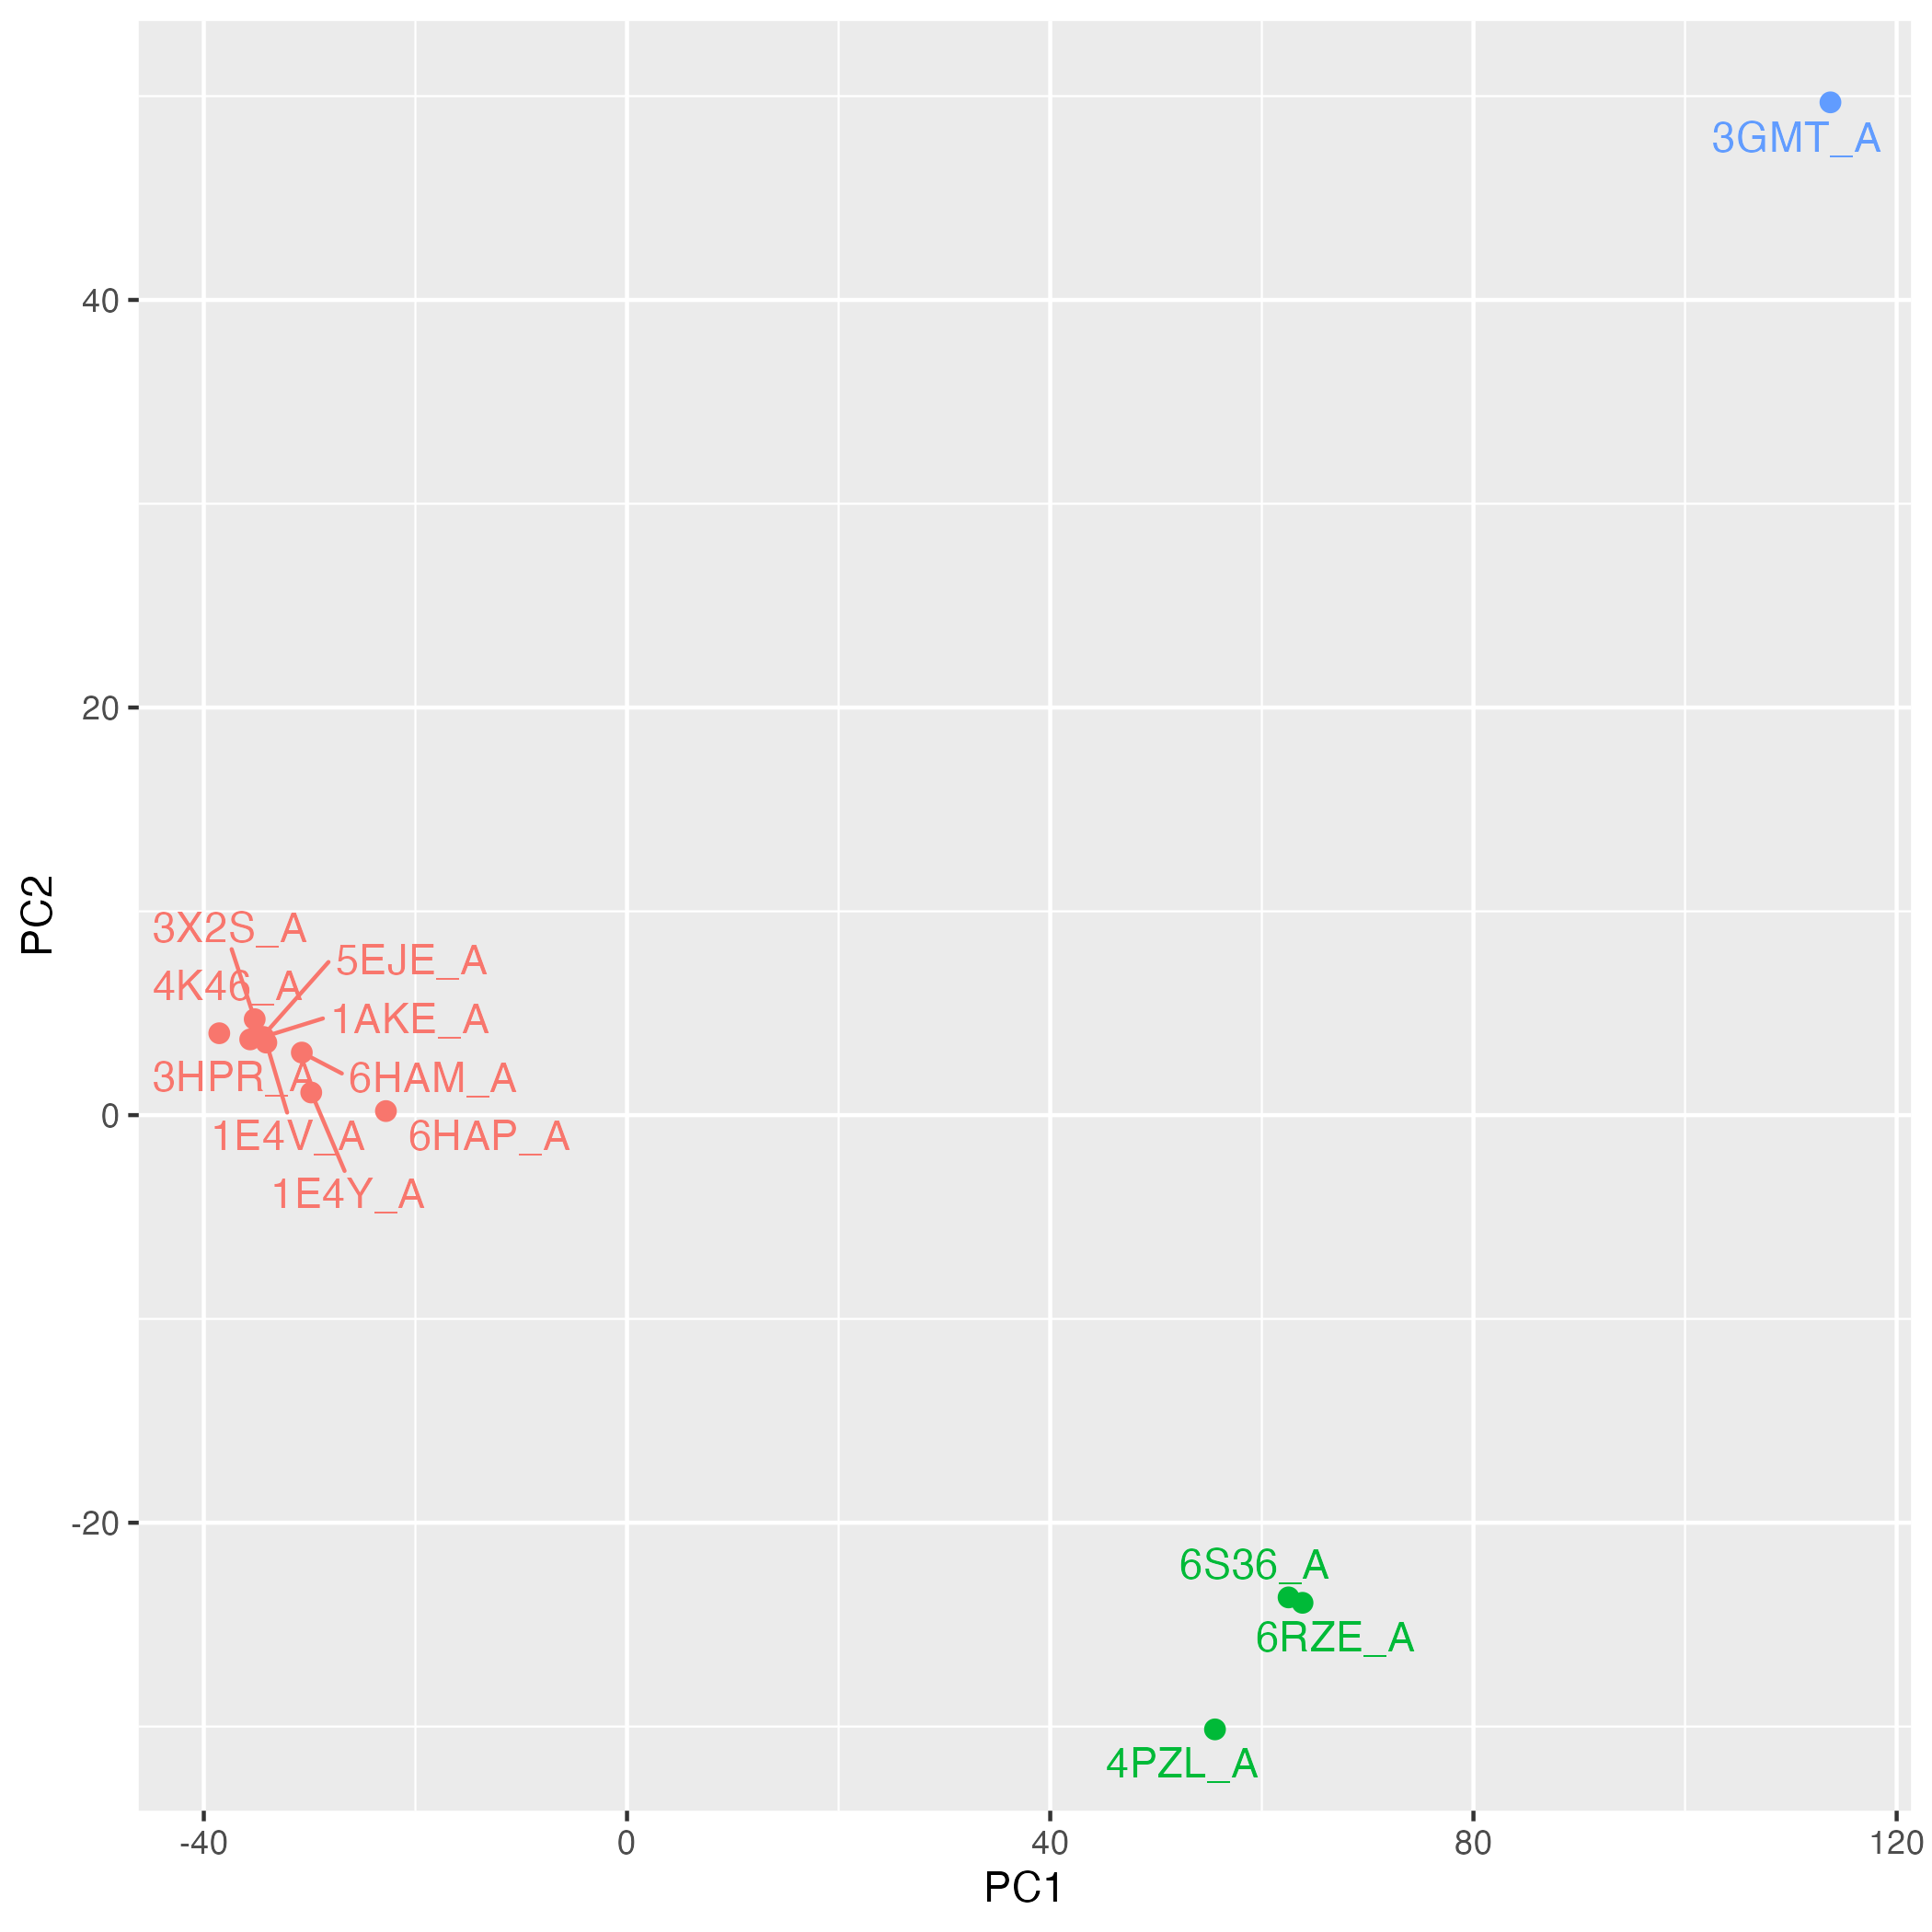 3GMT_A
40
20
PC2
3X2S_A
5EJE_A
4K46_A
1AKE_A
3HPR_A
6HAM_A
0
1E4V_A
6HAP_A
1E4Y_A
-20
6S36_A
6RZE_A
4PZL_A
-40
0
40
80
120
PC1